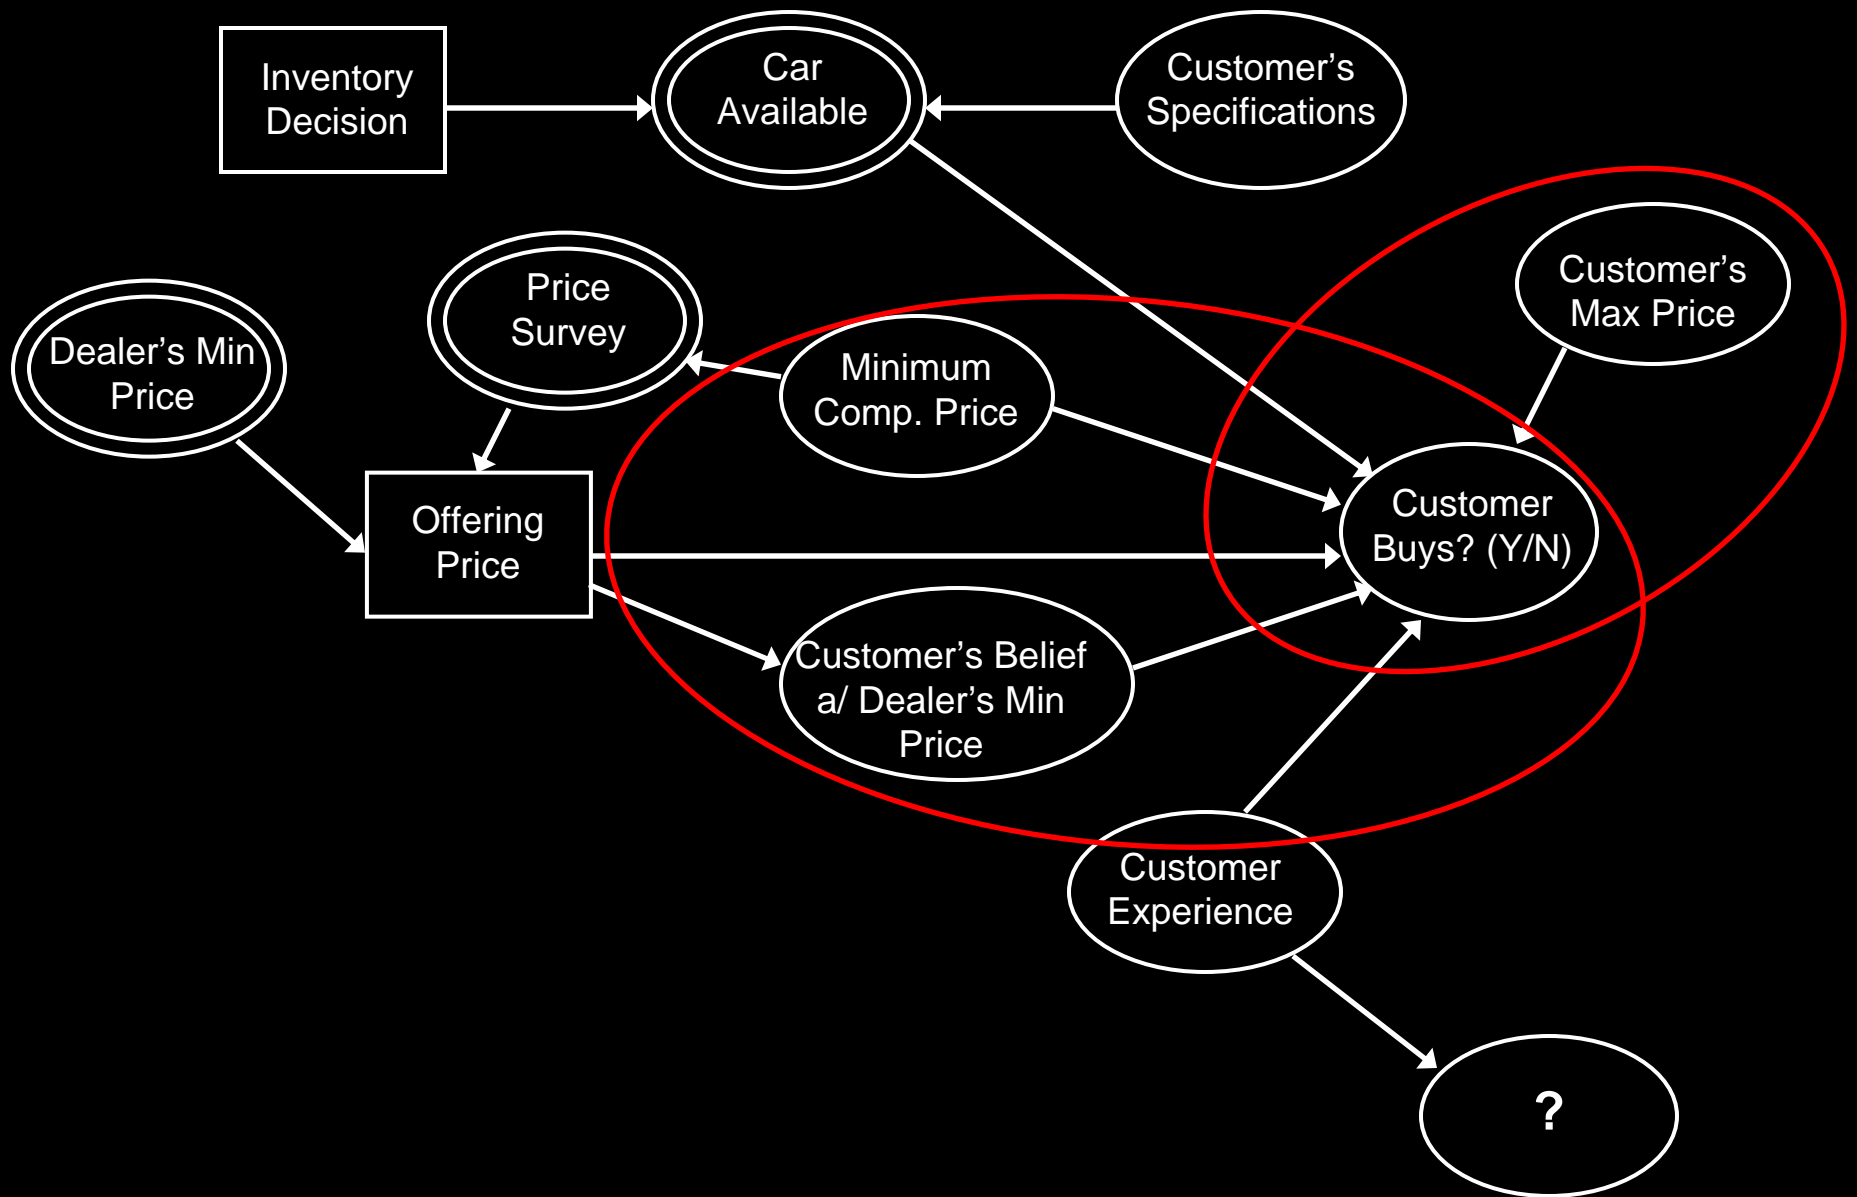 Inventory
Decision
Car
Available
Customer’s
Specifications
Customer’s
Max Price
Price
Survey
Dealer’s Min
Price
Minimum
Comp. Price
Offering
Price
Customer
Buys? (Y/N)
Customer’s Belief
a/ Dealer’s Min
Price
Customer
Experience
?